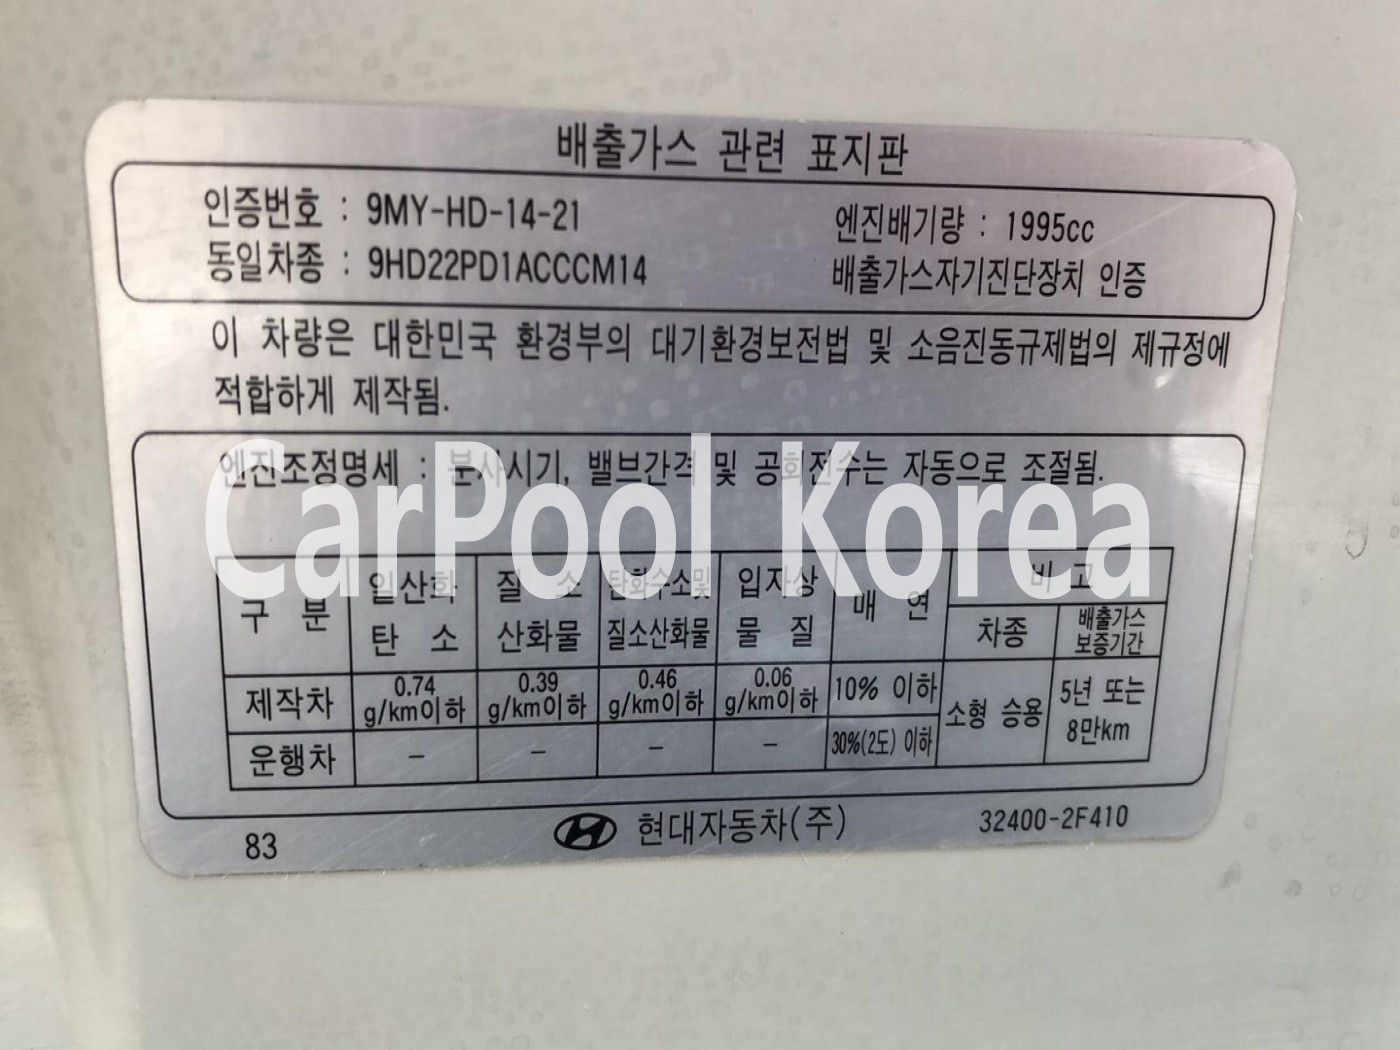 배출가스 관련 표지판
인증번호 : 9MY-HD-14-21 엔진배기량 : 1995cc
동일차종 : 9HD22PD1ACCCM14 배출가스자기진단장치 인증
이 차량은 대한민국 환경부의 대기환경보전법 및 소음진동규제법의 제규정에
적합하게 제작됨.
엔진조정명세 : 분사시기, 밸브간격 및 공회전수는 자동으로 조절됨.
CarPool Korea
구 분 일산화 탄 소 질 소 산화물 탄화수소및 질소산화물 입자상 물 질 매 연 비 고
차종 배출가스 보증기간
제작차 0.74 g/km이하 0.39 g/km이하 0.46 g/km이하 0.06 g/km이하 10% 이하 소형 승용 5년 또는 8만km
운행차 - - - - 30%(2도) 이하
83 현대자동차(주) 32400-2F410